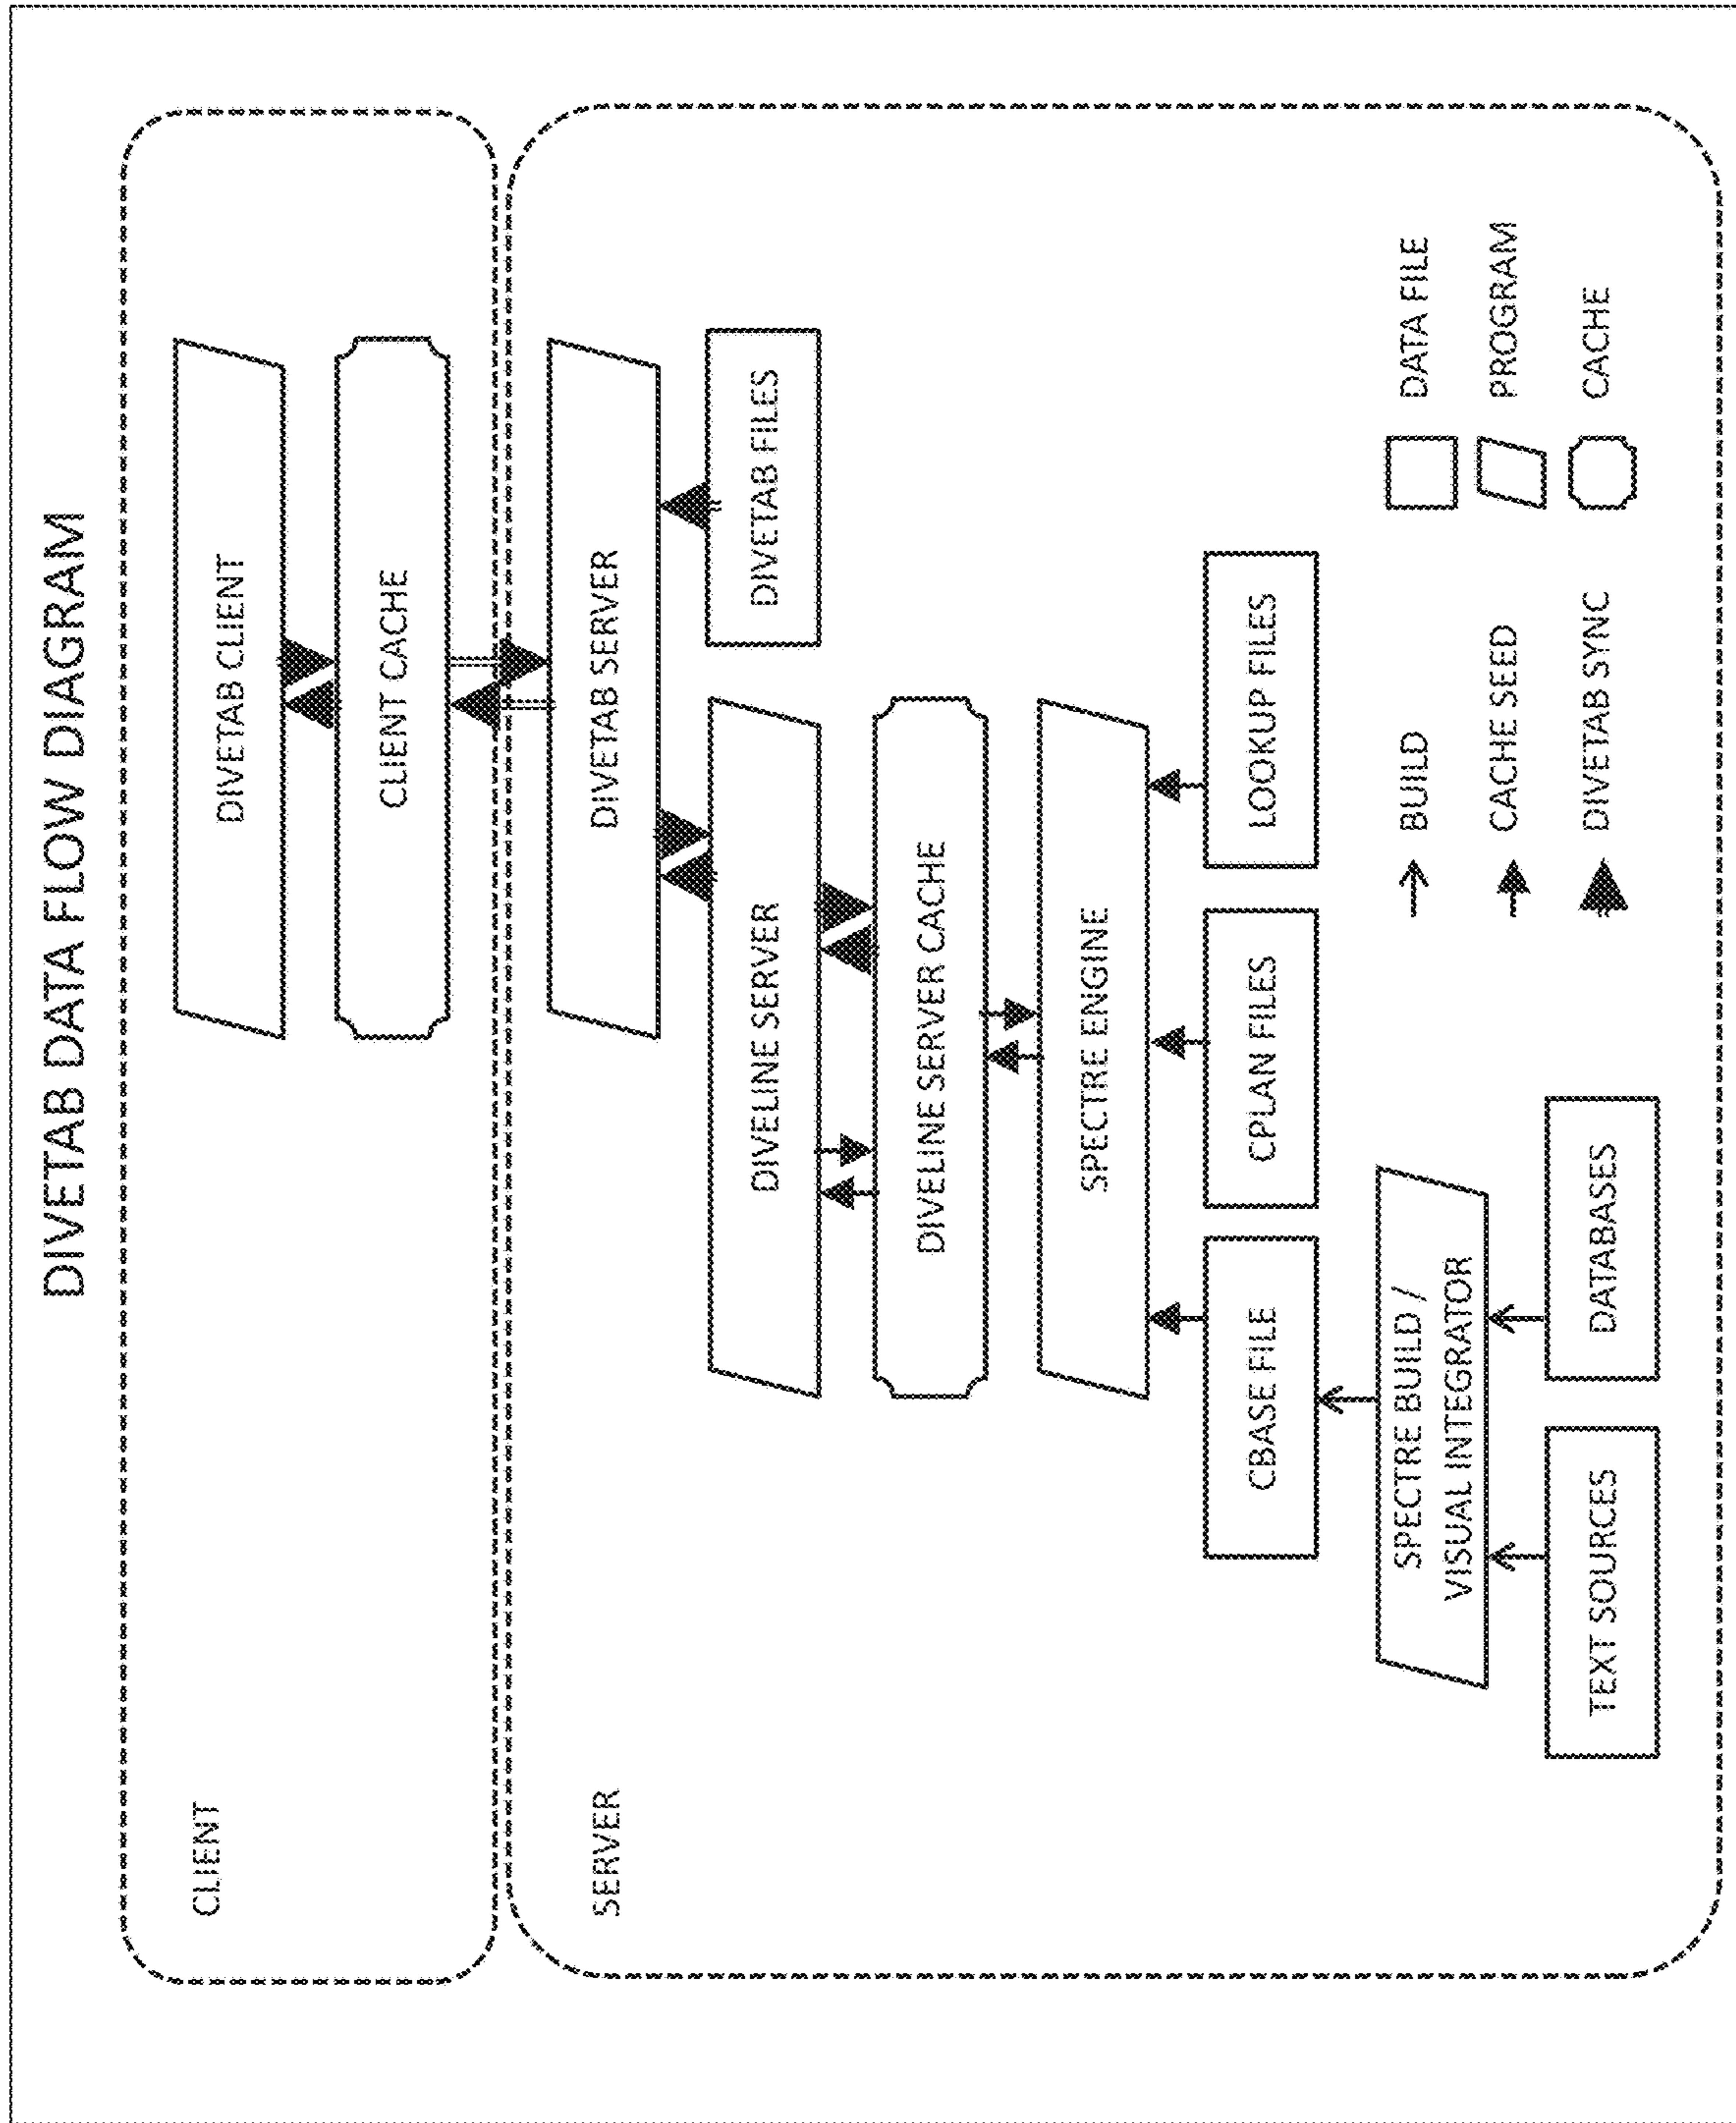 DIVETAB DATA FLOW DIAGRAM
CLIENT
DIVETAB CLIENT
CLIENT CACHE
SERVER
DIVETAB SERVER
DIVELINE SERVER
DIVETAB FILES
DIVELINE SERVER CACHE
SPECTRE ENGINE
CBASE FILE
CPLAN FILES
LOOKUP FILES
SPECTRE BUILD /
VISUAL INTEGRATOR
TEXT SOURCES
DATABASES
BUILD
DATA FILE
CACHE SEED
PROGRAM
DIVETAB SYNC
CACHE